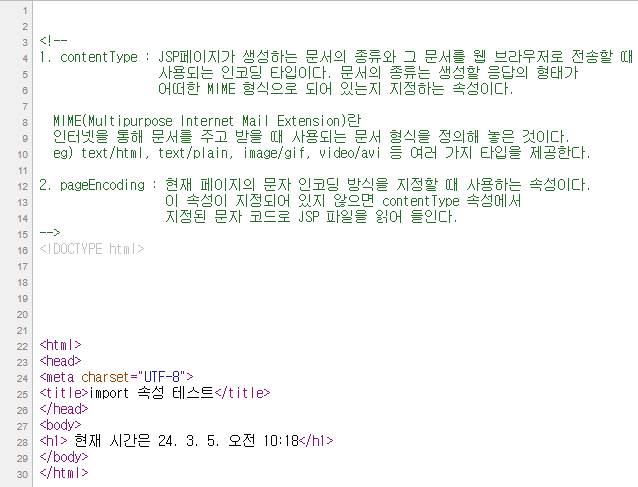 1
2
3 <!--
4 1. contentType : JSP페이지가 생성하는 문서의 종류와 그 문서를 웹 브라우저로 전송할 때
5 사용되는 인코딩 타입이다. 문서의 종류는 생성할 응답의 형태가
6 어떠한 MIME 형식으로 되어 있는지 지정하는 속성이다.
7
8 MIME(Multipurpose Internet Mail Extension)란
9 인터넷을 통해 문서를 주고 받을 때 사용되는 문서 형식을 정의해 놓은 것이다.
10 eg) text/html, text/plain, image/gif, video/avi 등 여러 가지 타입을 제공한다.
11
12 2. pageEncoding : 현재 페이지의 문자 인코딩 방식을 지정할 때 사용하는 속성이다.
13 이 속성이 지정되어 있지 않으면 contentType 속성에서
14 지정된 문자 코드로 JSP 파일을 읽어 들인다.
15 -->
16 <!DOCTYPE html>
17
18
19
20
21
22 <html>
23 <head>
24 <meta charset="UTF-8">
25 <title>import 속성 테스트</title>
26 </head>
27 <body>
28 <h1> 현재 시간은 24. 3. 5. 오전 10:18</h1>
29 </body>
30 </html>